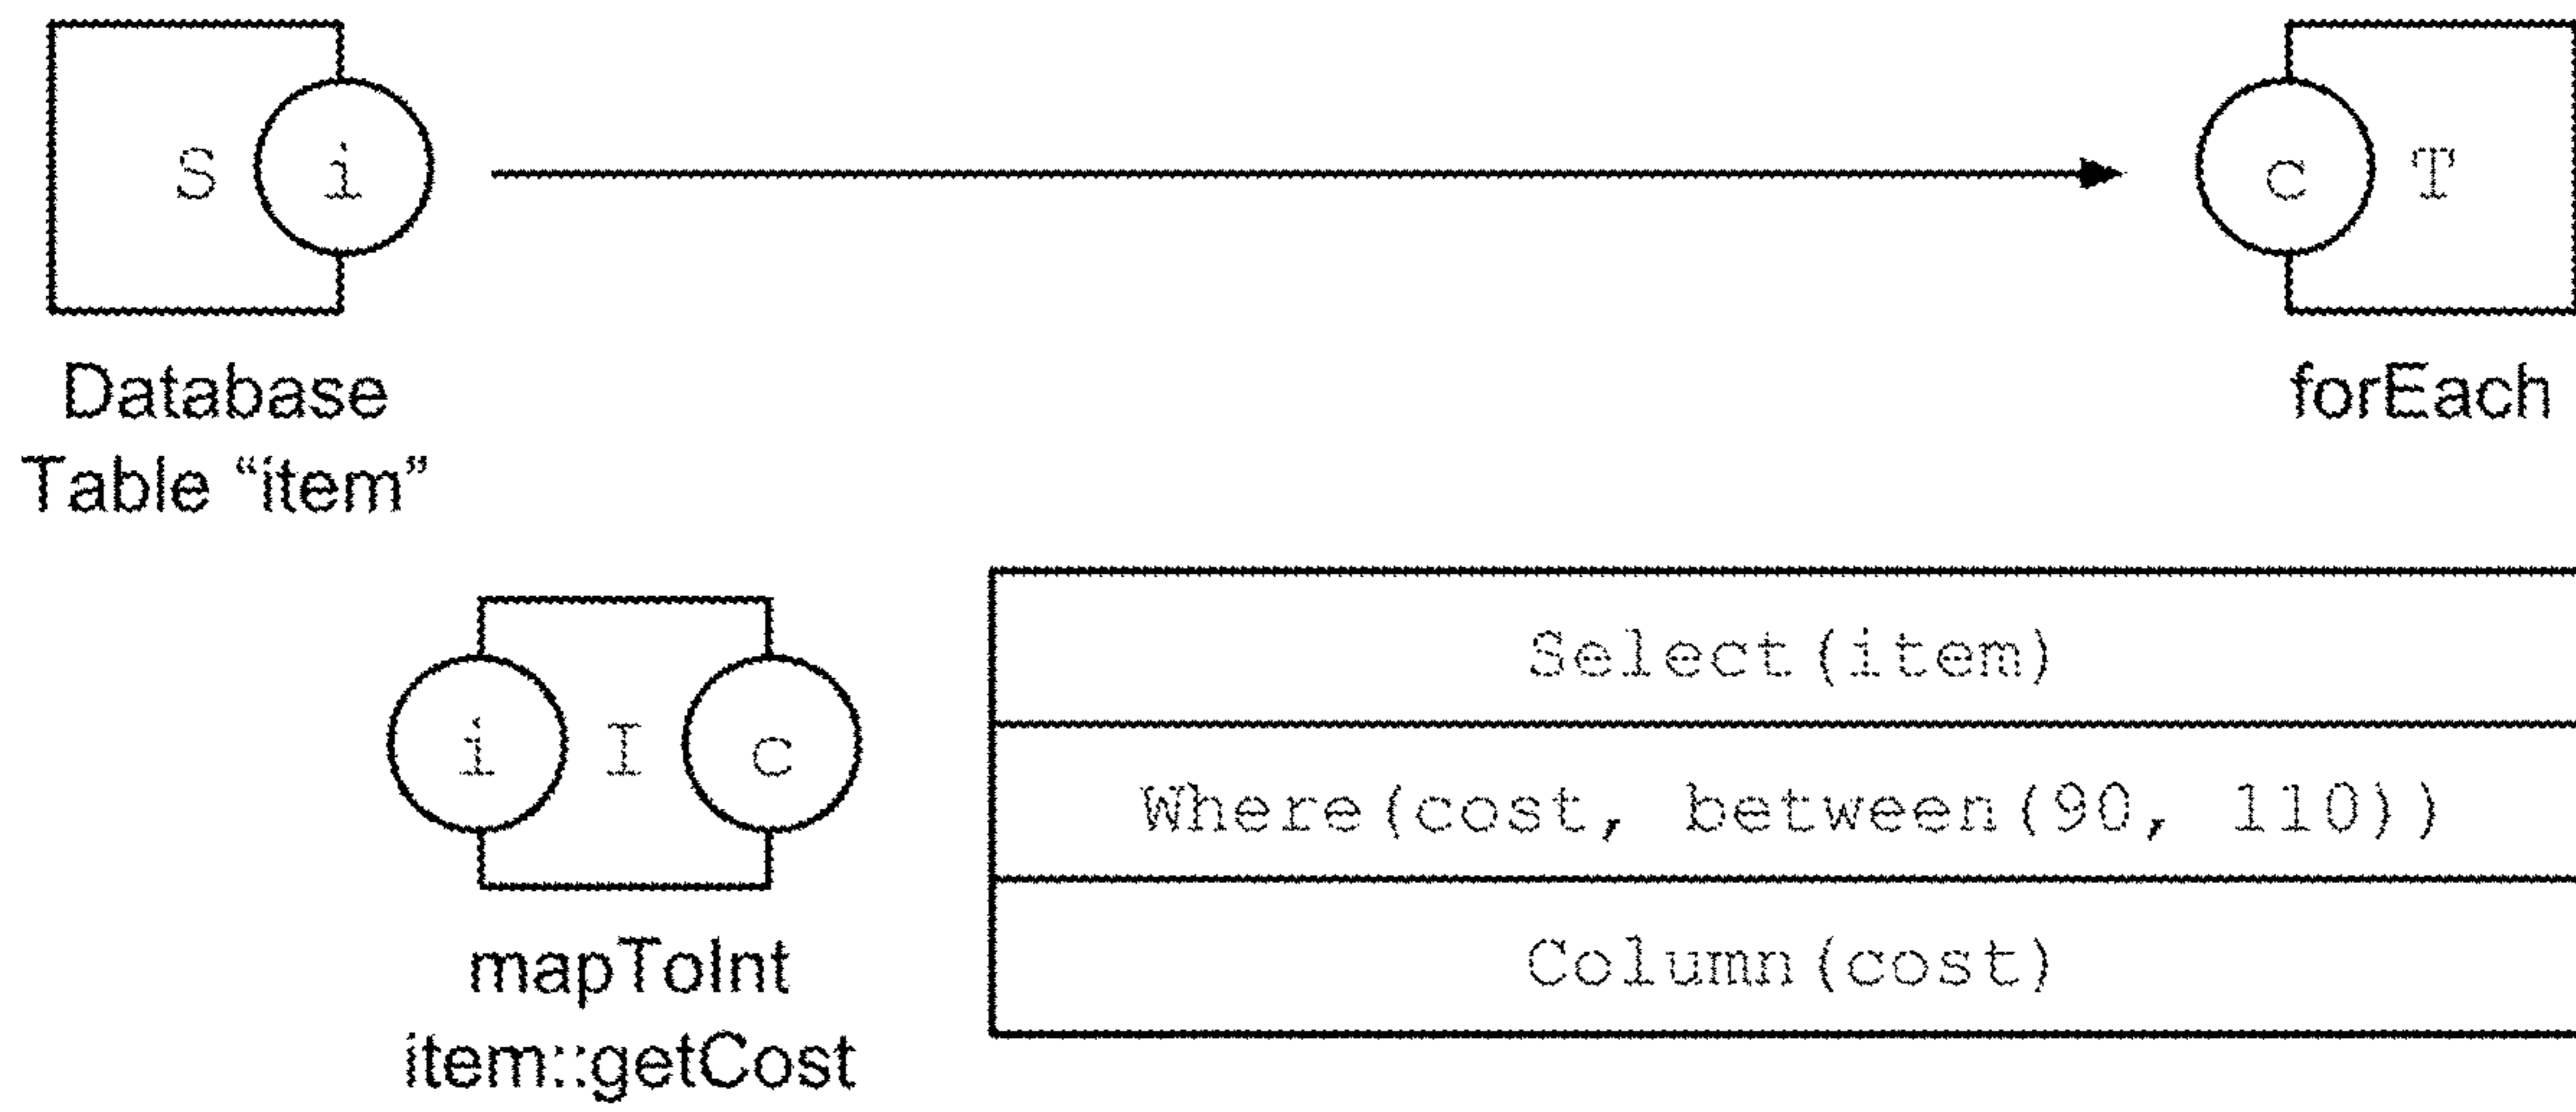 S i
c T
Database
Table “item”
forEach
i I c
mapToInt
item::getCost
Select(item)
Where(cost, between(90, 110))
Column(cost)